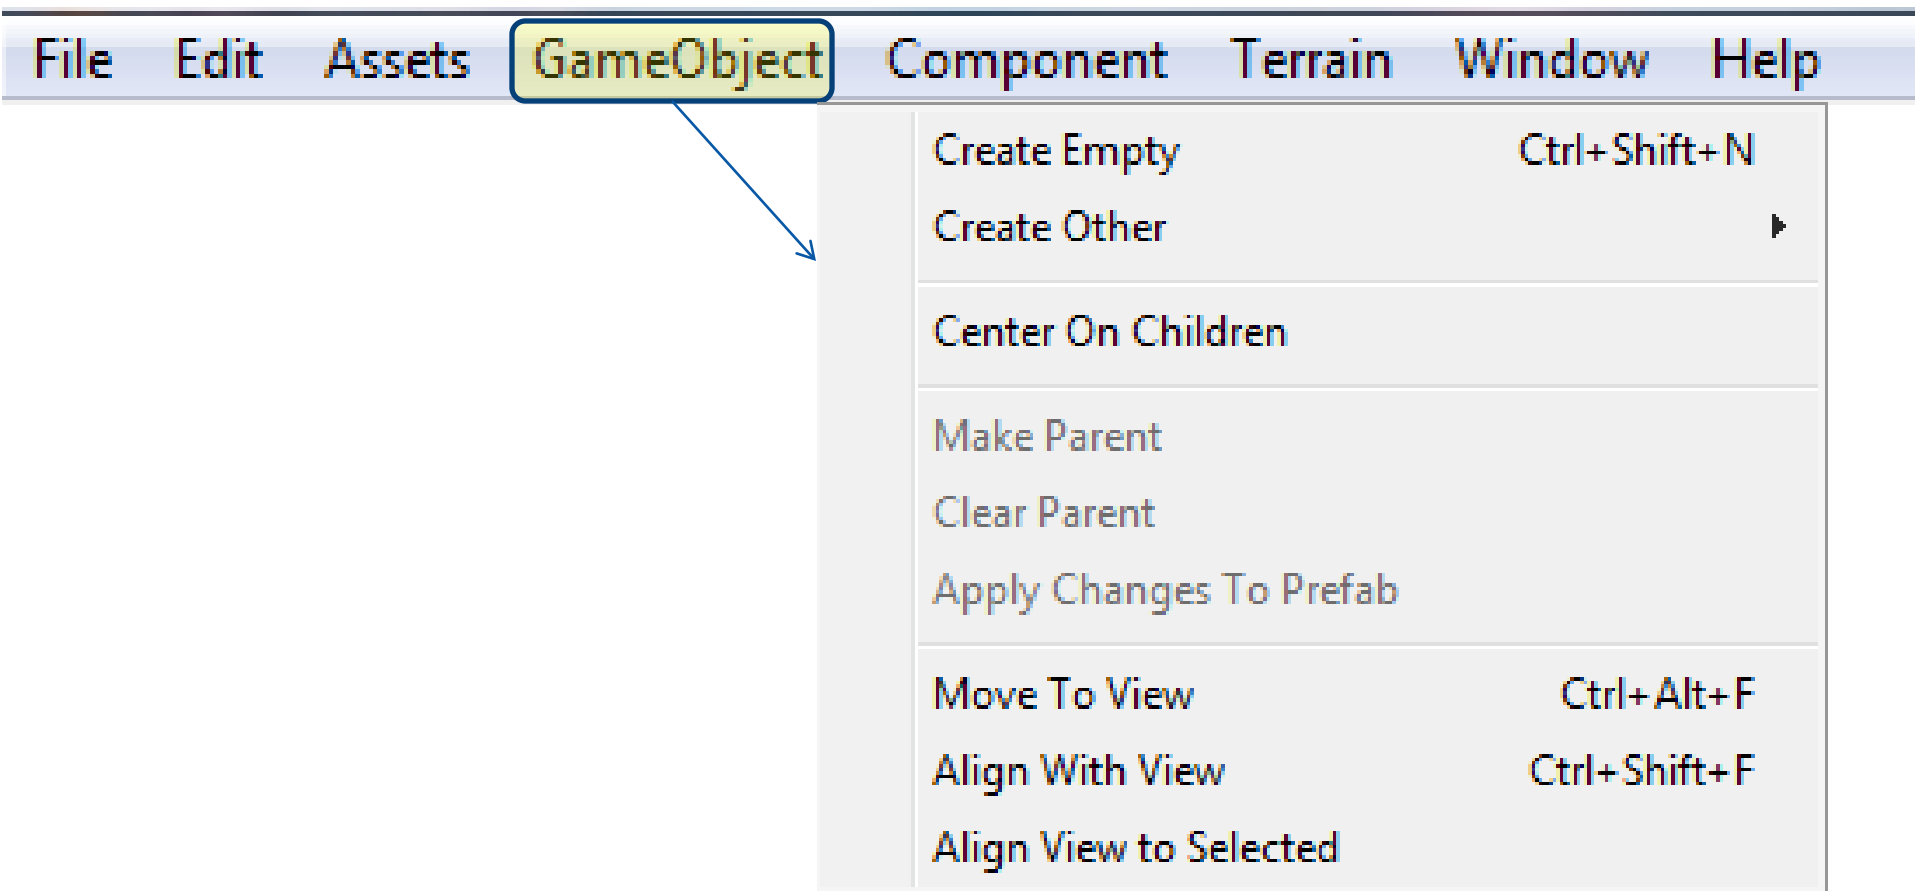 File Edit Assets GameObject Component Terrain Window Help
Create Empty Ctrl+Shift+N
Create Other
Center On Children
Make Parent
Clear Parent
Apply Changes To Prefab
Move To View Ctrl+Alt+F
Align With View Ctrl+Shift+F
Align View to Selected